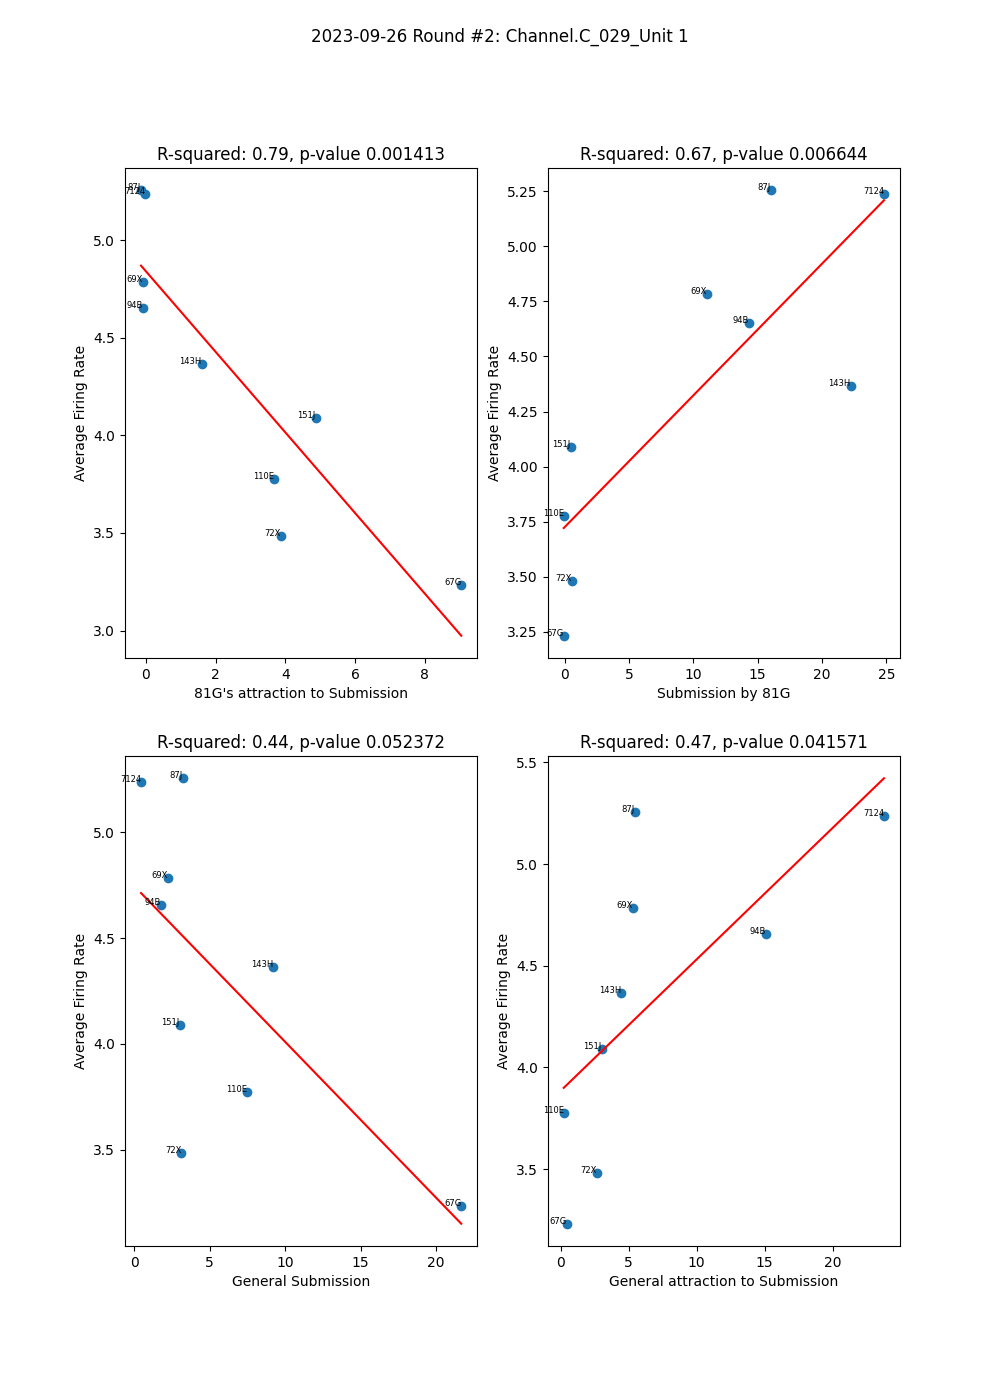 2023-09-26 Round #2: Channel.C_029_Unit 1
R-squared: 0.79, p-value 0.001413
87J
7124
69X
94B
143H
151J
110E
72X
67G
5.0
4.5
4.0
3.5
3.0
Average Firing Rate
0 2 4 6 8
81G's attraction to Submission
R-squared: 0.67, p-value 0.006644
87J
7124
69X
94B
143H
151J
110E
72X
67G
5.25
5.00
4.75
4.50
4.25
4.00
3.75
3.50
3.25
Average Firing Rate
0 5 10 15 20 25
Submission by 81G
R-squared: 0.44, p-value 0.052372
7124
87J
69X
94B
143H
151J
110E
72X
67G
5.0
4.5
4.0
3.5
Average Firing Rate
0 5 10 15 20
General Submission
R-squared: 0.47, p-value 0.041571
87J
7124
69X
94B
143H
151J
110E
72X
67G
5.5
5.0
4.5
4.0
3.5
Average Firing Rate
0 5 10 15 20
General attraction to Submission